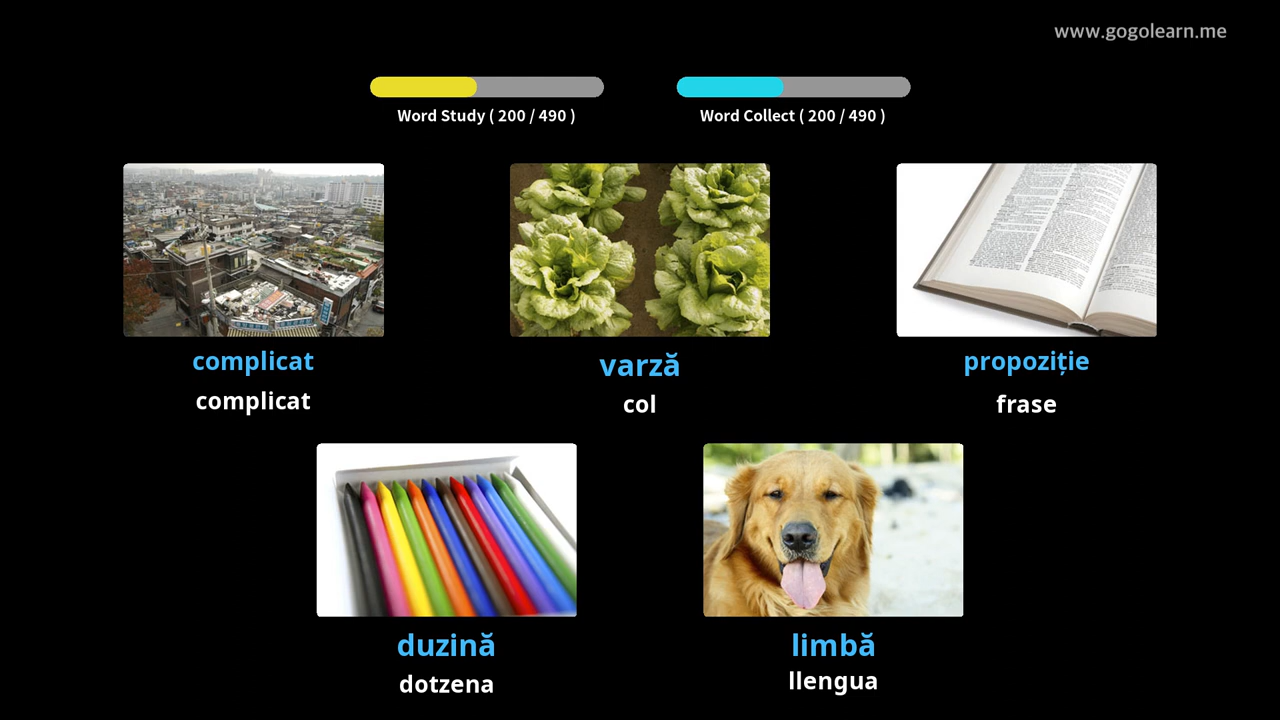 www.gogolearn.me
Word Study ( 200 / 490 )
Word Collect ( 200 / 490 )
complicat
complicat
varză
col
propoziție
frase
duzină
dotzena
limbă
llengua